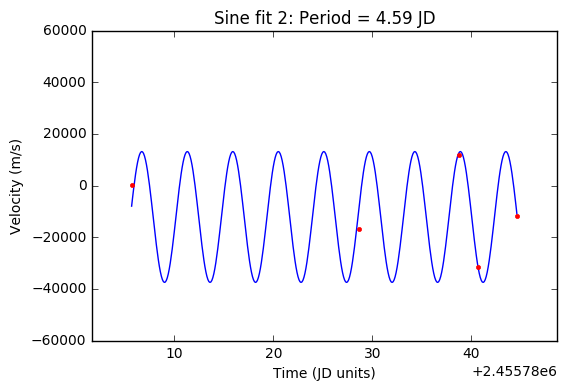 Sine fit 2: Period = 4.59 JD
60000
40000
20000
0
−20000
−40000
−60000
Velocity (m/s)
10
20
30
40
+2.45578e6
Time (JD units)